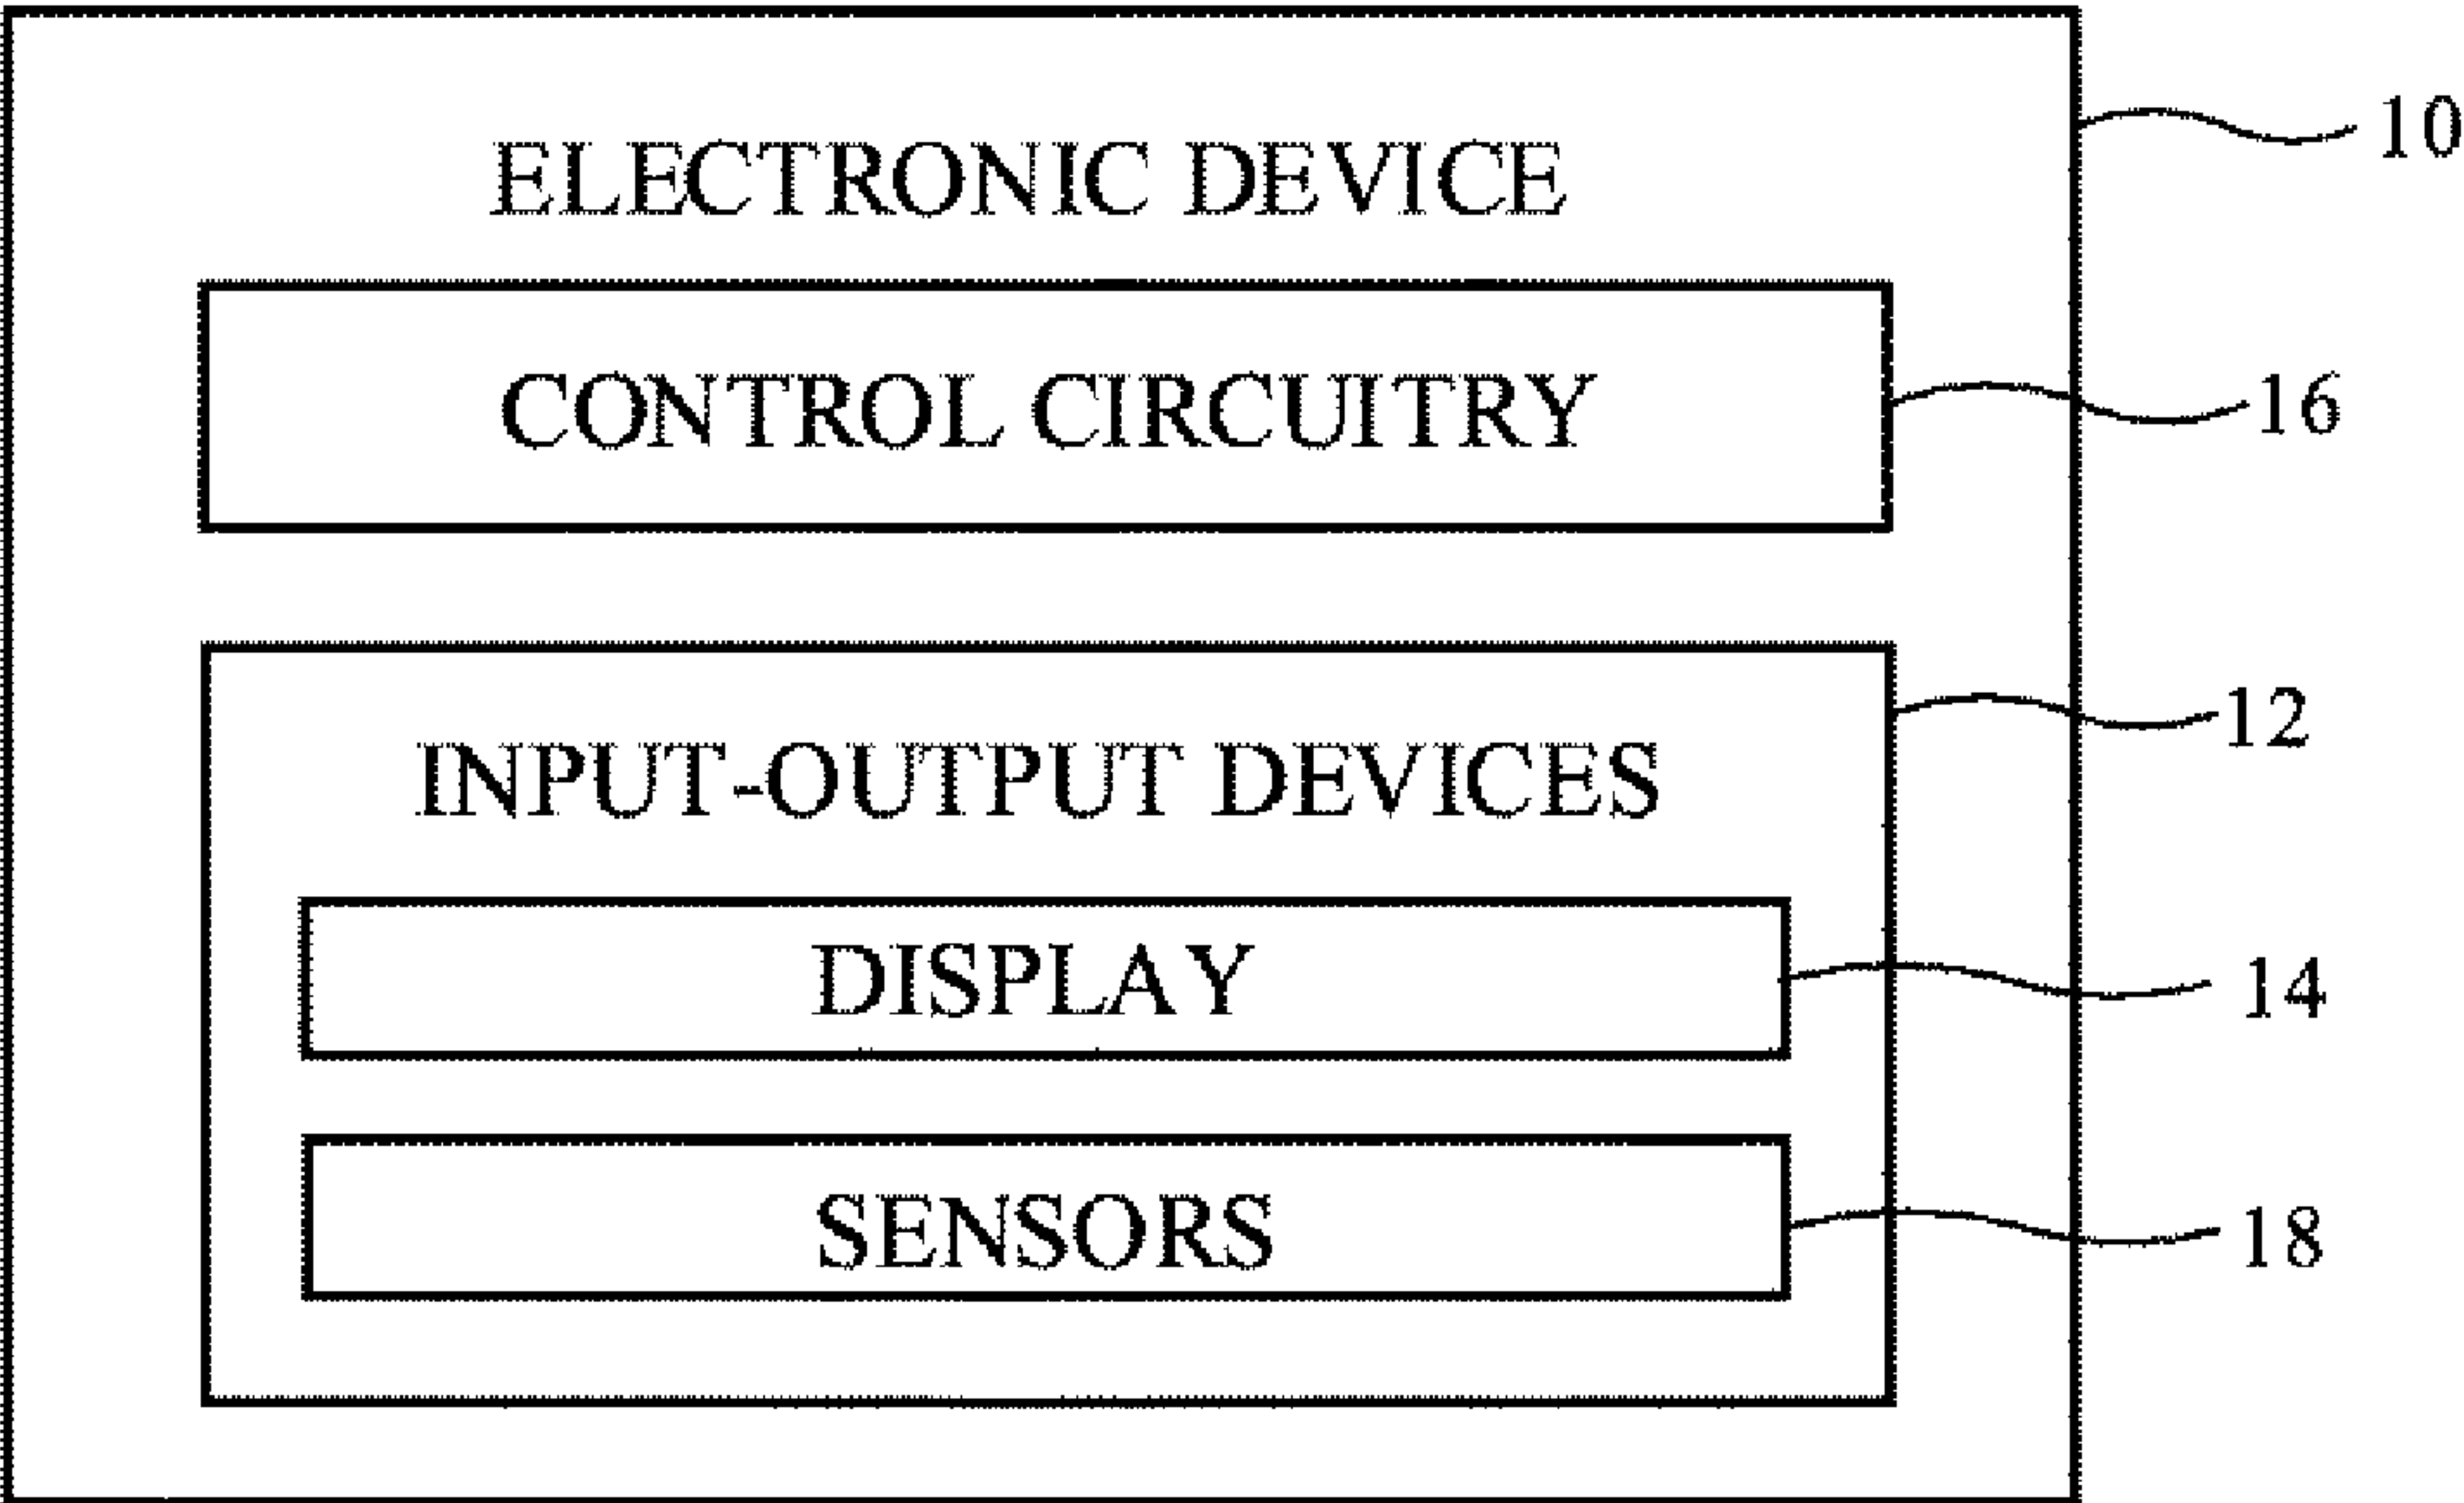 ELECTRONIC DEVICE
10
CONTROL CIRCUITRY
16
INPUT-OUTPUT DEVICES
12
DISPLAY
14
SENSORS
18